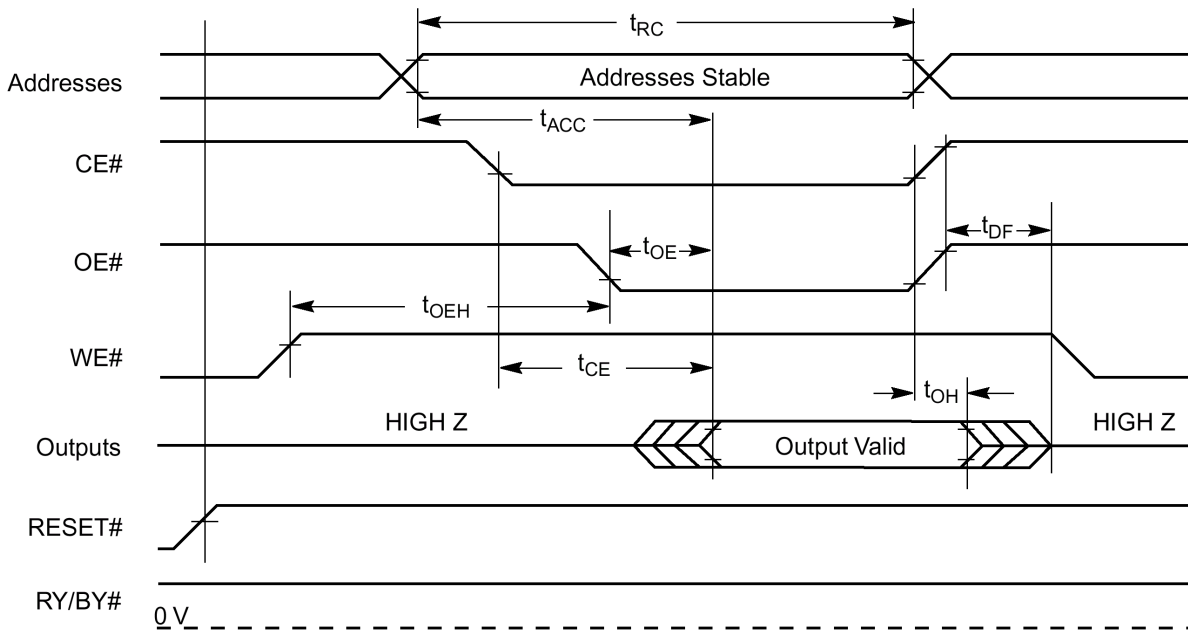 tRC
Addresses
Addresses Stable
tACC
CE#
OE#
tOE
tDF
tOEH
WE#
tCE
tOH
HIGH Z
HIGH Z
Outputs
Output Valid
RESET#
RY/BY#
0 V